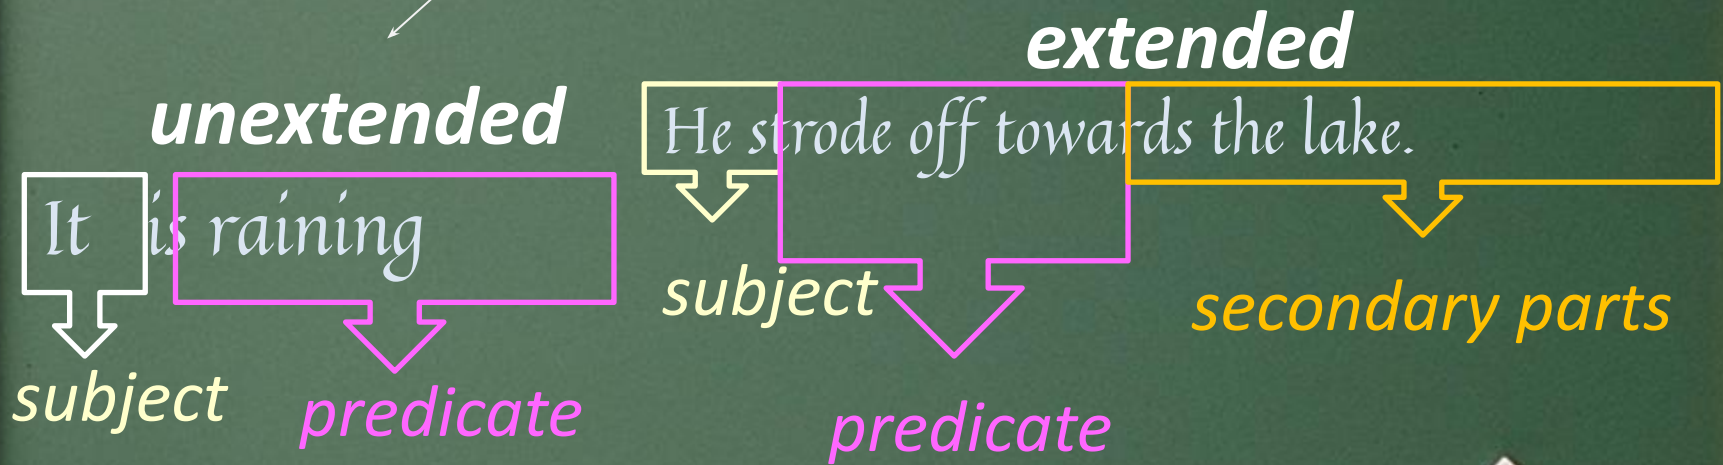 unextended
It is raining
subject
predicate
extended
He strode off towards the lake.
subject
predicate
secondary parts